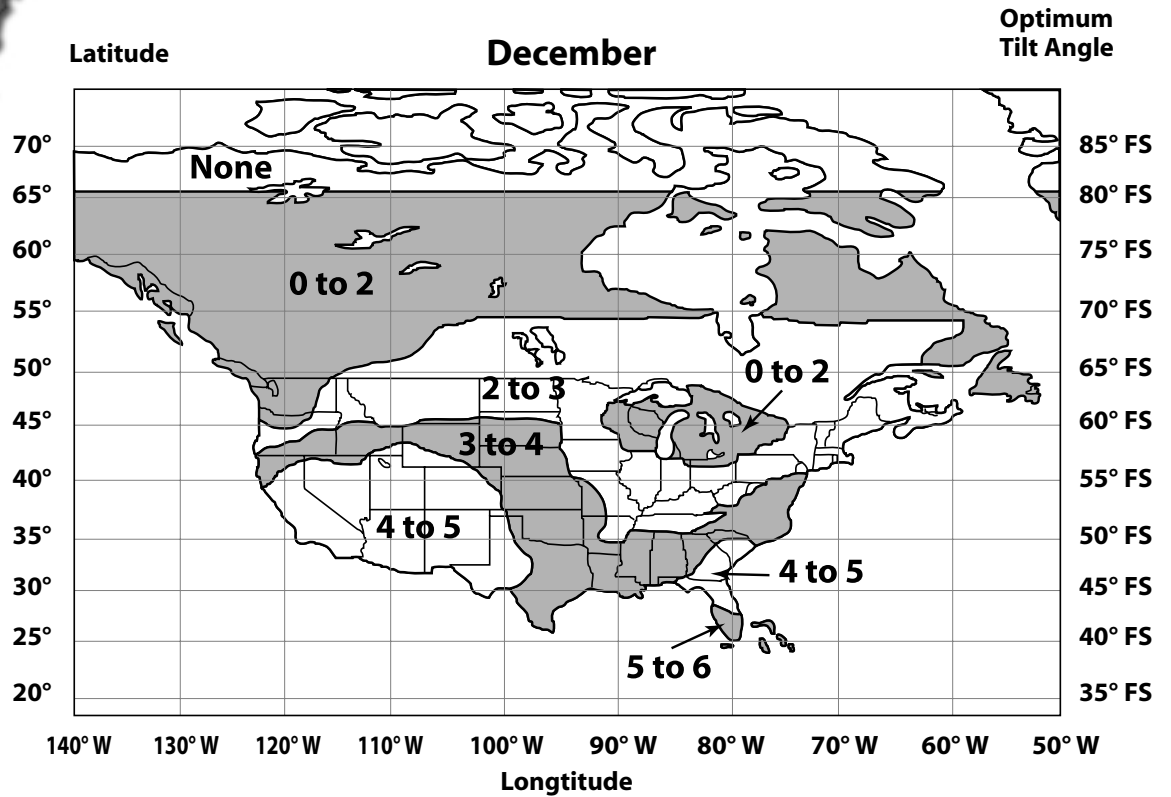 Latitude
December
Optimum
Tilt Angle
70°
85° FS
None
65°
80° FS
60°
75° FS
0 to 2
55°
70° FS
50°
65° FS
0 to 2
2 to 3
45°
60° FS
3 to 4
40°
55° FS
4 to 5
35°
50° FS
4 to 5
30°
45° FS
25°
40° FS
5 to 6
20°
35° FS
140° W 130° W 120° W 110° W 100° W 90° W 80° W 70° W 60° W 50° W
Longtitude